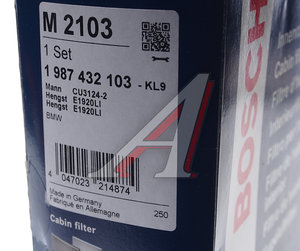 M 2103
1 Set
1 987 432 103 - KL9
Mann CU3124-2
Hengst E1920LI
Hengst E1920LI
BMW
4 047023 214874
Made in Germany
Fabriqué en Allemagne 250
Cabin filter
BOSCH